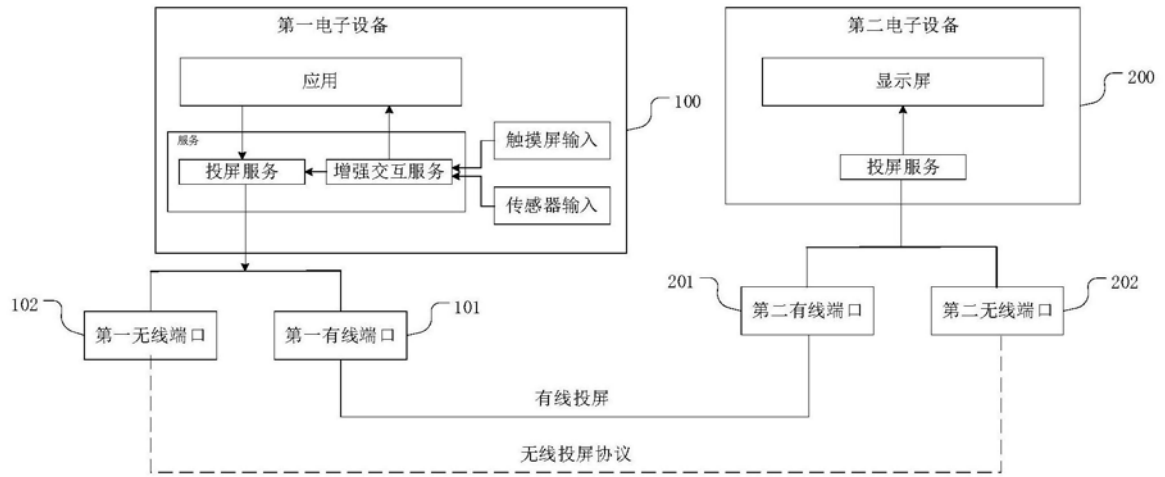 第一电子设备
应用
服务
投屏服务
增强交互服务
触摸屏输入
传感器输入
100
第二电子设备
显示屏
投屏服务
200
102
第一无线端口
第一有线端口
101
201
第二有线端口
第二无线端口
202
有线投屏
无线投屏协议